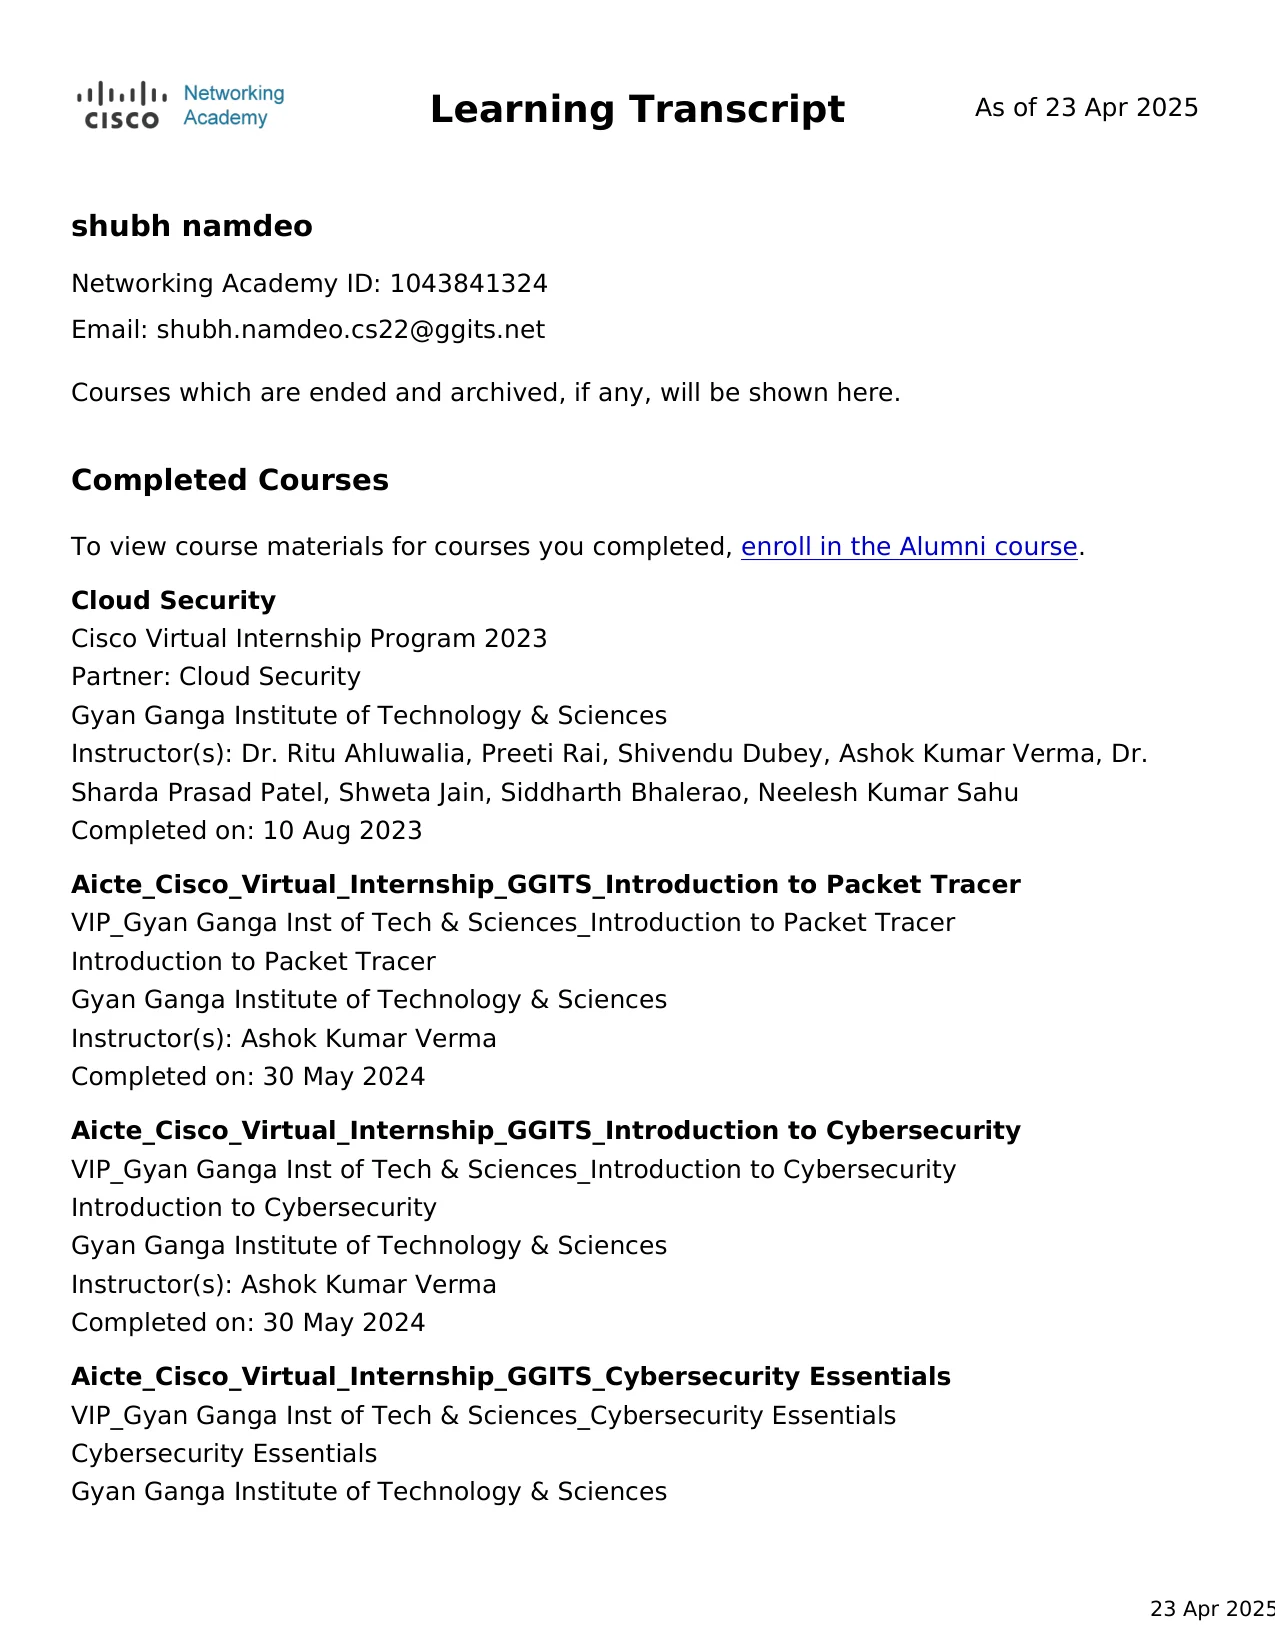 CISCO
Networking
Academy
Learning Transcript
As of 23 Apr 2025
shubh namdeo
Networking Academy ID: 1043841324
Email: shubh.namdeo.cs22@ggits.net
Courses which are ended and archived, if any, will be shown here.
Completed Courses
To view course materials for courses you completed, enroll in the Alumni course.
Cloud Security
Cisco Virtual Internship Program 2023
Partner: Cloud Security
Gyan Ganga Institute of Technology & Sciences
Instructor(s): Dr. Ritu Ahluwalia, Preeti Rai, Shivendu Dubey, Ashok Kumar Verma, Dr.
Sharda Prasad Patel, Shweta Jain, Siddharth Bhalerao, Neelesh Kumar Sahu
Completed on: 10 Aug 2023
Aicte_Cisco_Virtual_Internship_GGITS_Introduction to Packet Tracer
VIP_Gyan Ganga Inst of Tech & Sciences_Introduction to Packet Tracer
Introduction to Packet Tracer
Gyan Ganga Institute of Technology & Sciences
Instructor(s): Ashok Kumar Verma
Completed on: 30 May 2024
Aicte_Cisco_Virtual_Internship_GGITS_Introduction to Cybersecurity
VIP_Gyan Ganga Inst of Tech & Sciences_Introduction to Cybersecurity
Introduction to Cybersecurity
Gyan Ganga Institute of Technology & Sciences
Instructor(s): Ashok Kumar Verma
Completed on: 30 May 2024
Aicte_Cisco_Virtual_Internship_GGITS_Cybersecurity Essentials
VIP_Gyan Ganga Inst of Tech & Sciences_Cybersecurity Essentials
Cybersecurity Essentials
Gyan Ganga Institute of Technology & Sciences
23 Apr 2025